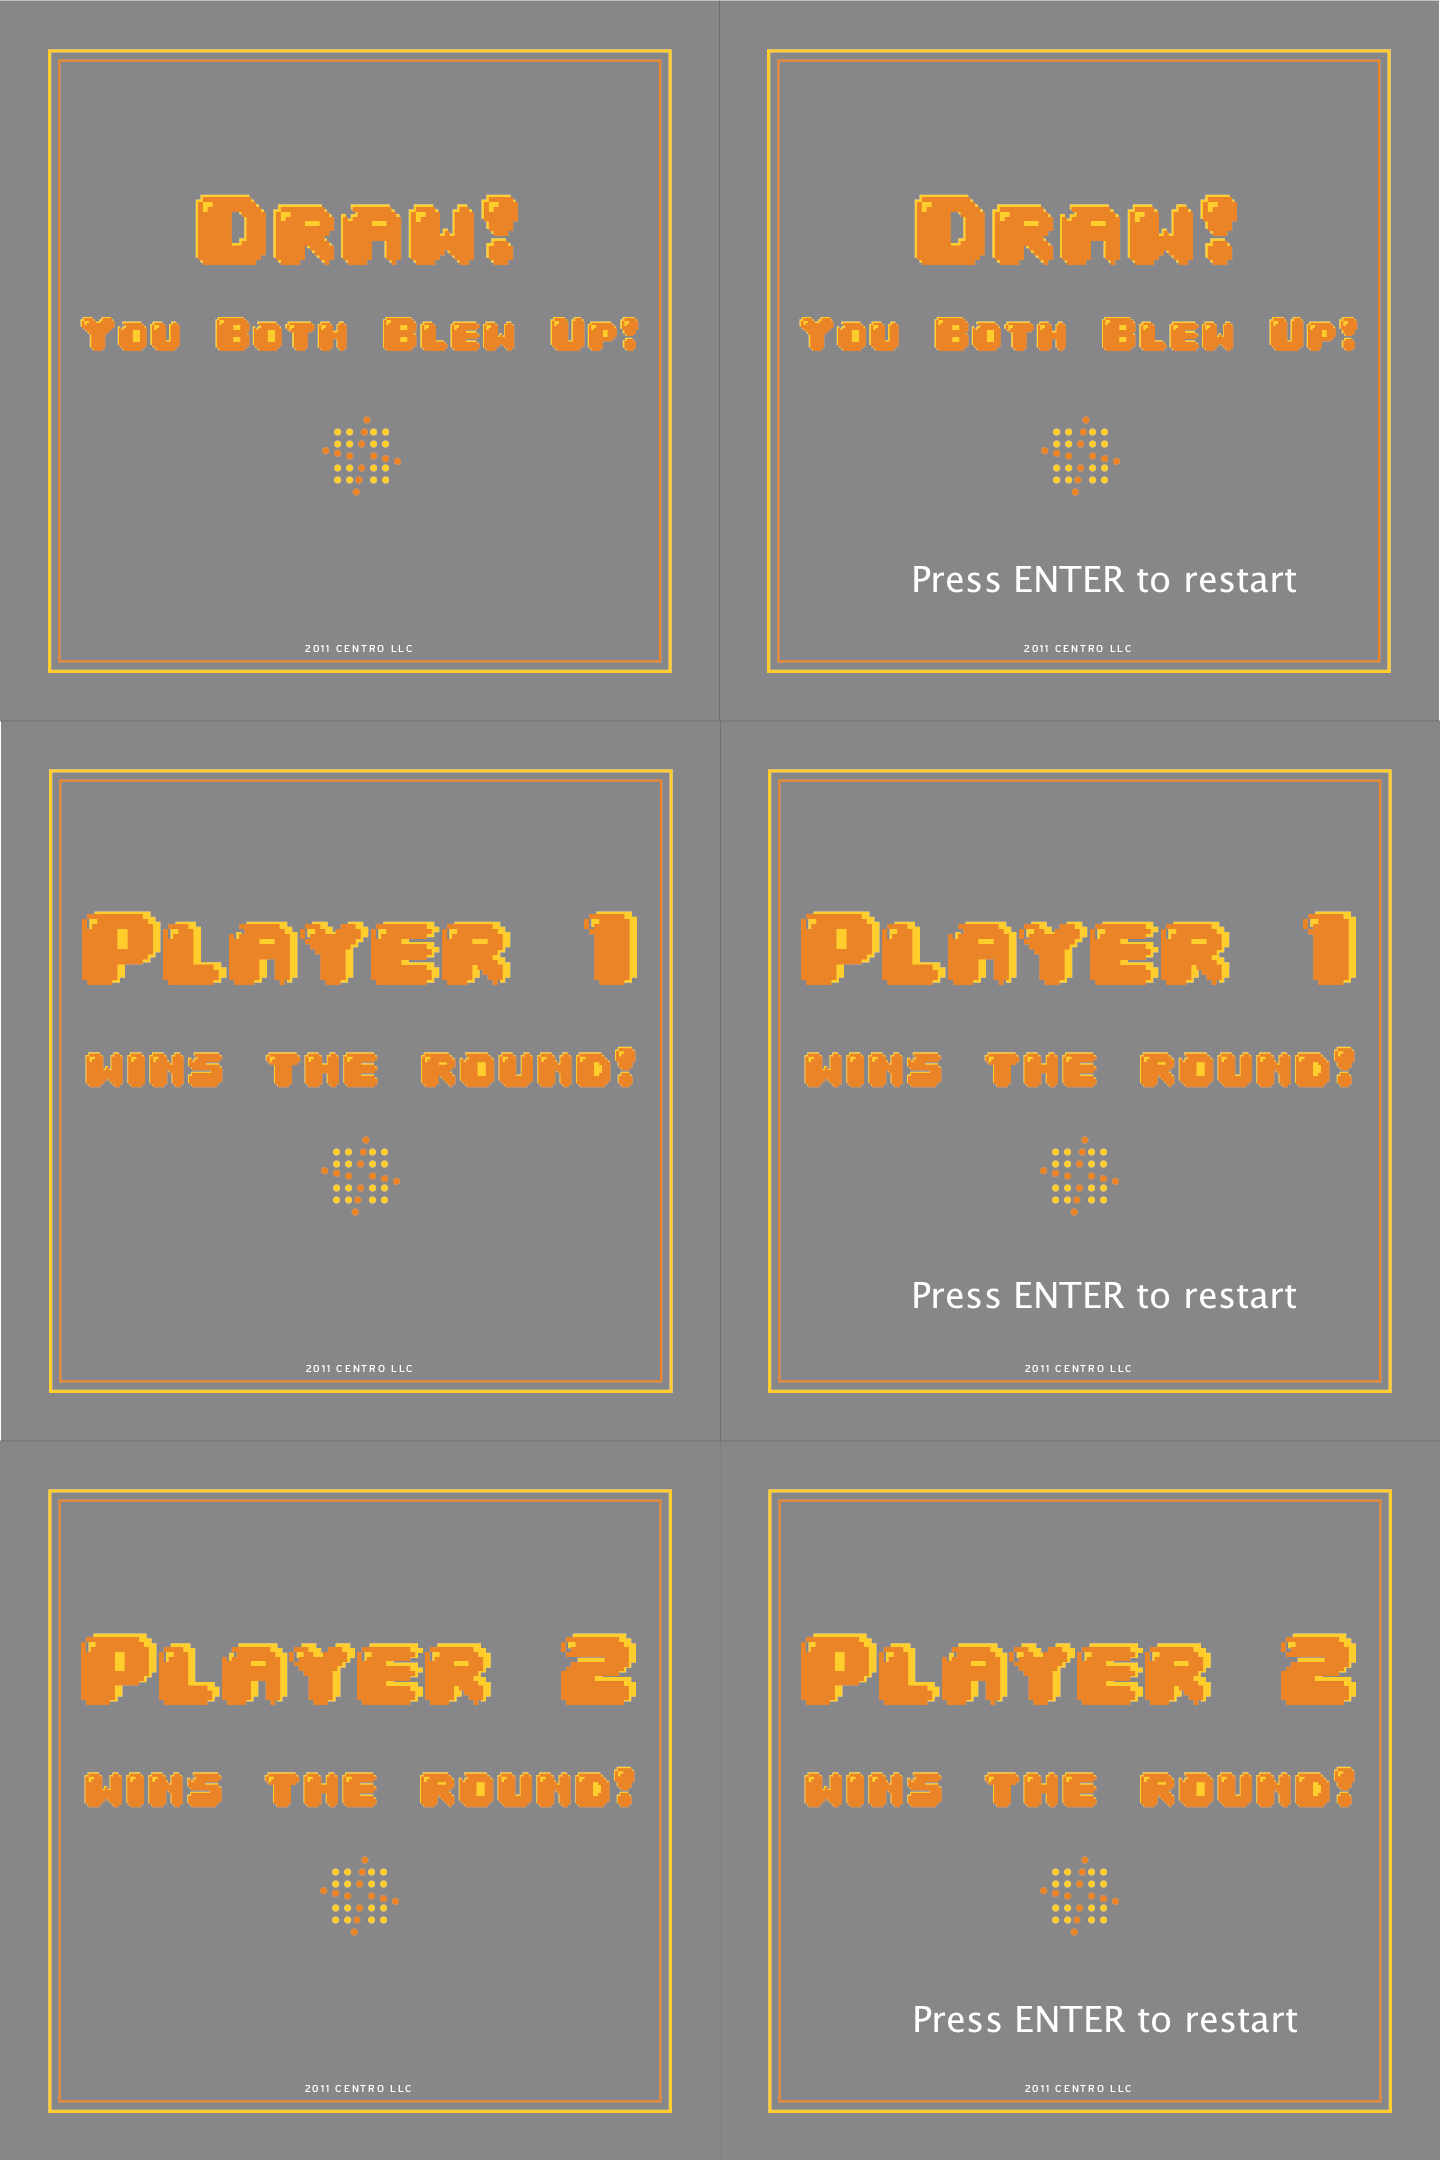 Draw!
You Both Blew Up!
2011 CENTRO LLC
Draw!
You Both Blew Up!
Press ENTER to restart
2011 CENTRO LLC
Player 1
wins the round!
2011 CENTRO LLC
Player 1
wins the round!
Press ENTER to restart
2011 CENTRO LLC
Player 2
wins the round!
2011 CENTRO LLC
Player 2
wins the round!
Press ENTER to restart
2011 CENTRO LLC